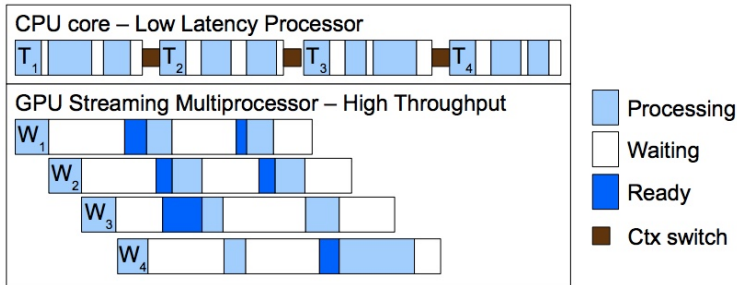 CPU core – Low Latency Processor
T1 T2 T3 T4
GPU Streaming Multiprocessor – High Throughput
W1
W2
W3
W4
Processing
Waiting
Ready
Ctx switch